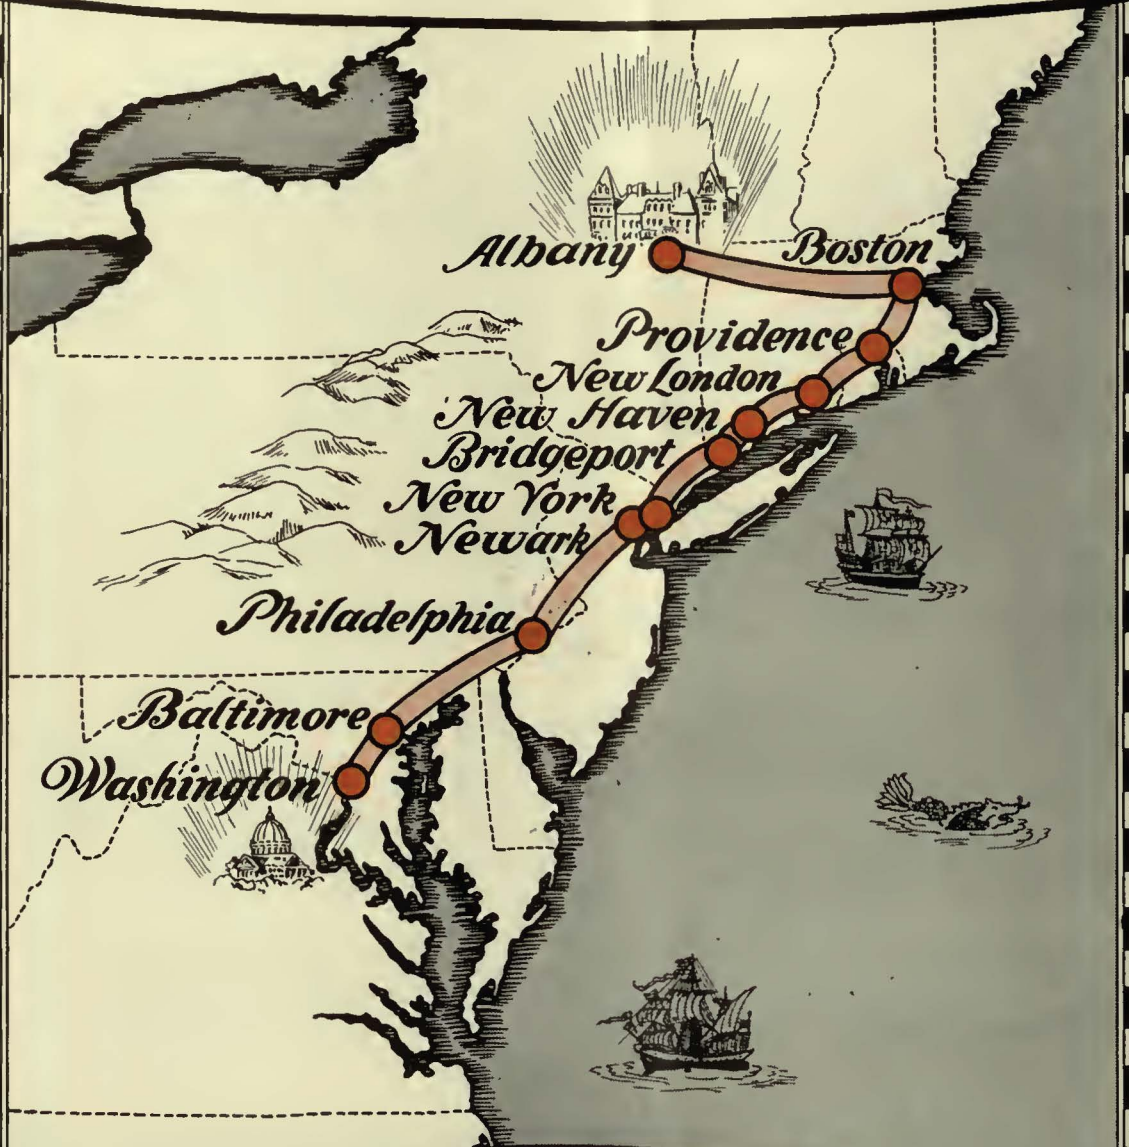 Albany
Boston
Providence
New London
New Haven
Bridgeport
New York
Newark
Philadelphia
Baltimore
Washington